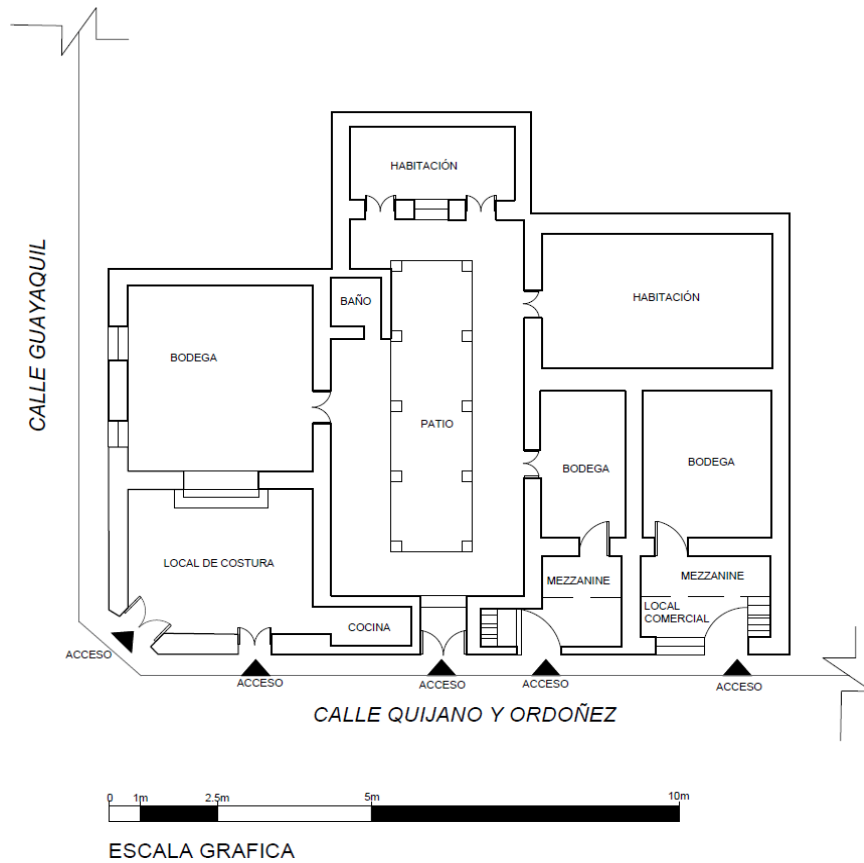 HABITACIÓN
CALLE GUAYAQUIL
BAÑO
HABITACIÓN
BODEGA
PATIO
BODEGA
BODEGA
LOCAL DE COSTURA
MEZZANINE
MEZZANINE
LOCAL
COMERCIAL
COCINA
ACCESO
ACCESO
ACCESO
ACCESO
ACCESO
CALLE QUIJANO Y ORDOÑEZ
0 1m 2.5m 5m 10m
ESCALA GRAFICA